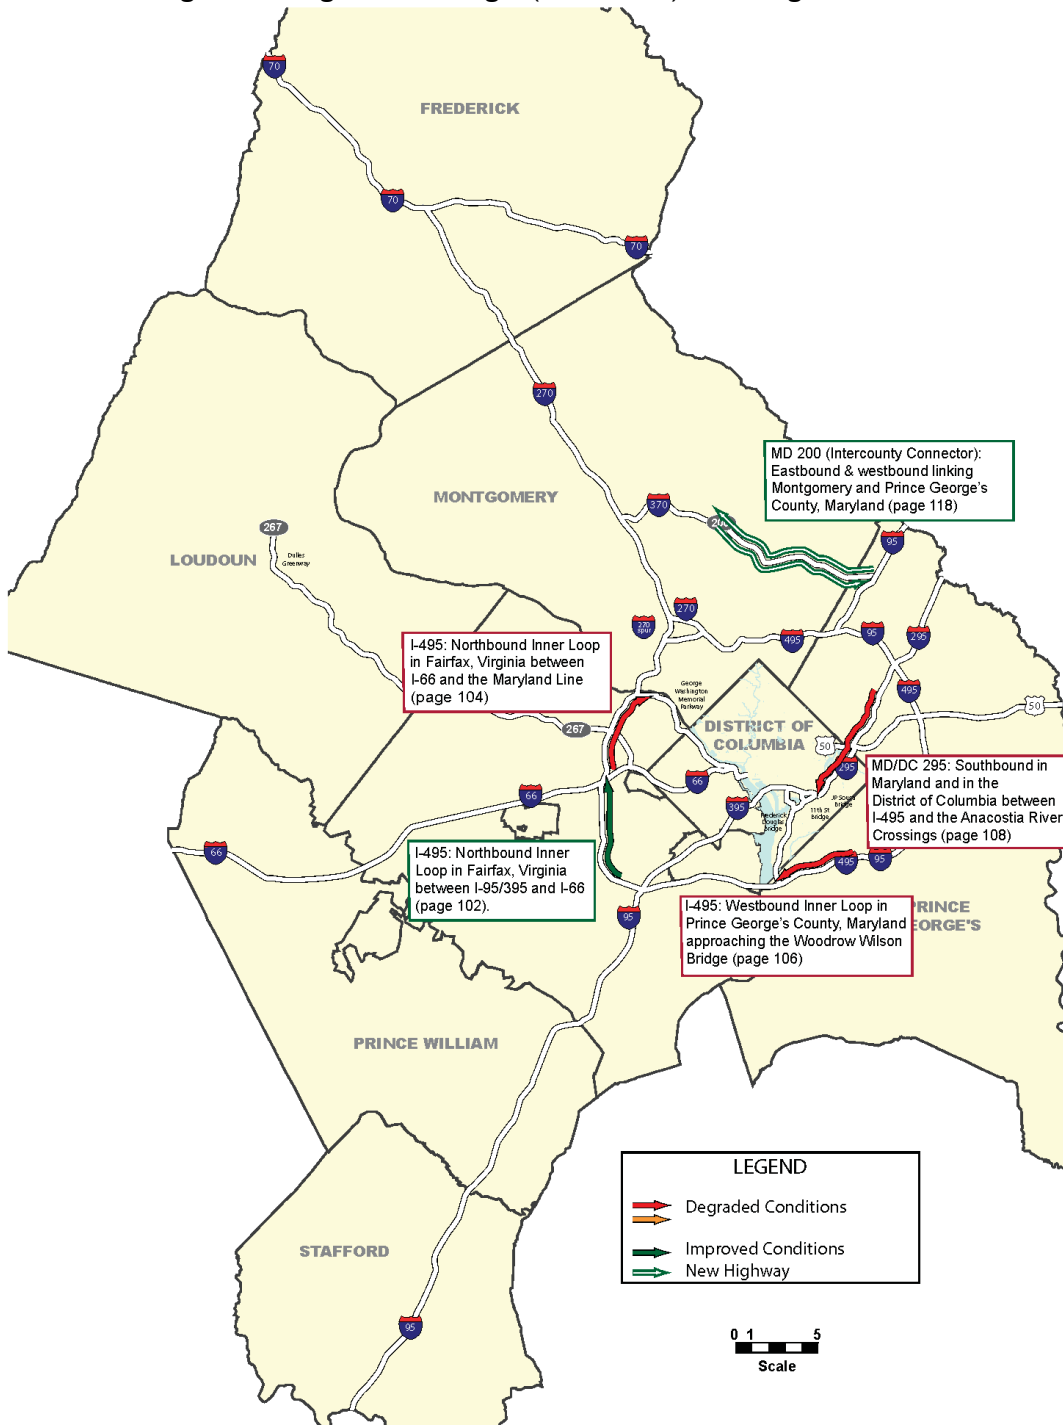 70
FREDERICK
70
70
270
MD 200 (Intercounty Connector):
Eastbound & westbound linking
Montgomery and Prince George's
County, Maryland (page 118)
MONTGOMERY
370
267
95
LOUDOUN
Dulles
Greenway
270
270
spur
495
95
295
I-495: Northbound Inner Loop
in Fairfax, Virginia between
I-66 and the Maryland Line
(page 104)
495
George
Washington
Memorial
Parkway
50
267
DISTRICT OF
COLUMBIA
50
295
MD/DC 295: Southbound in
Maryland and in the
District of Columbia between
I-495 and the Anacostia River
Crossings (page 108)
66
66
395
11th St
Bridge
Frederick
Douglas
Bridge
66
I-495: Northbound Inner
Loop in Fairfax, Virginia
between I-95/395 and I-66
(page 102).
495
95
95
I-495: Westbound Inner Loop in
Prince George's County, Maryland
approaching the Woodrow Wilson
Bridge (page 106)
PRINCE WILLIAM
LEGEND
Degraded Conditions
Improved Conditions
New Highway
STAFFORD
95
0 1 5
Scale